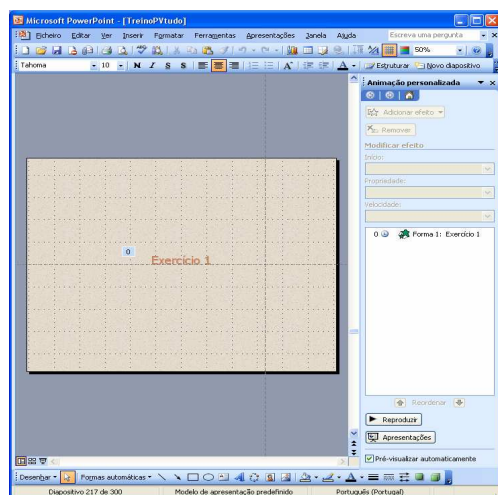 Microsoft PowerPoint - [TreinoPVtudo]
Ficheiro Editar Ver Inserir Formatar Ferramentas Apresentações Janela Ajuda Escreva uma pergunta
50%
Tahoma 10 N I S S Estruturar Novo diapositivo
Animação personalizada
Adicionar efeito
Remover
Modificar efeito
Início:
Propriedade:
Velocidade:
0 Forma 1: Exercício 1
0
Exercício 1
Reordenar
Reproduzir
Apresentações
Pré-visualizar automaticamente
Desenhar Formas automáticas
Diapositivo 217 de 300 Modelo de apresentação predefinido Português (Portugal)